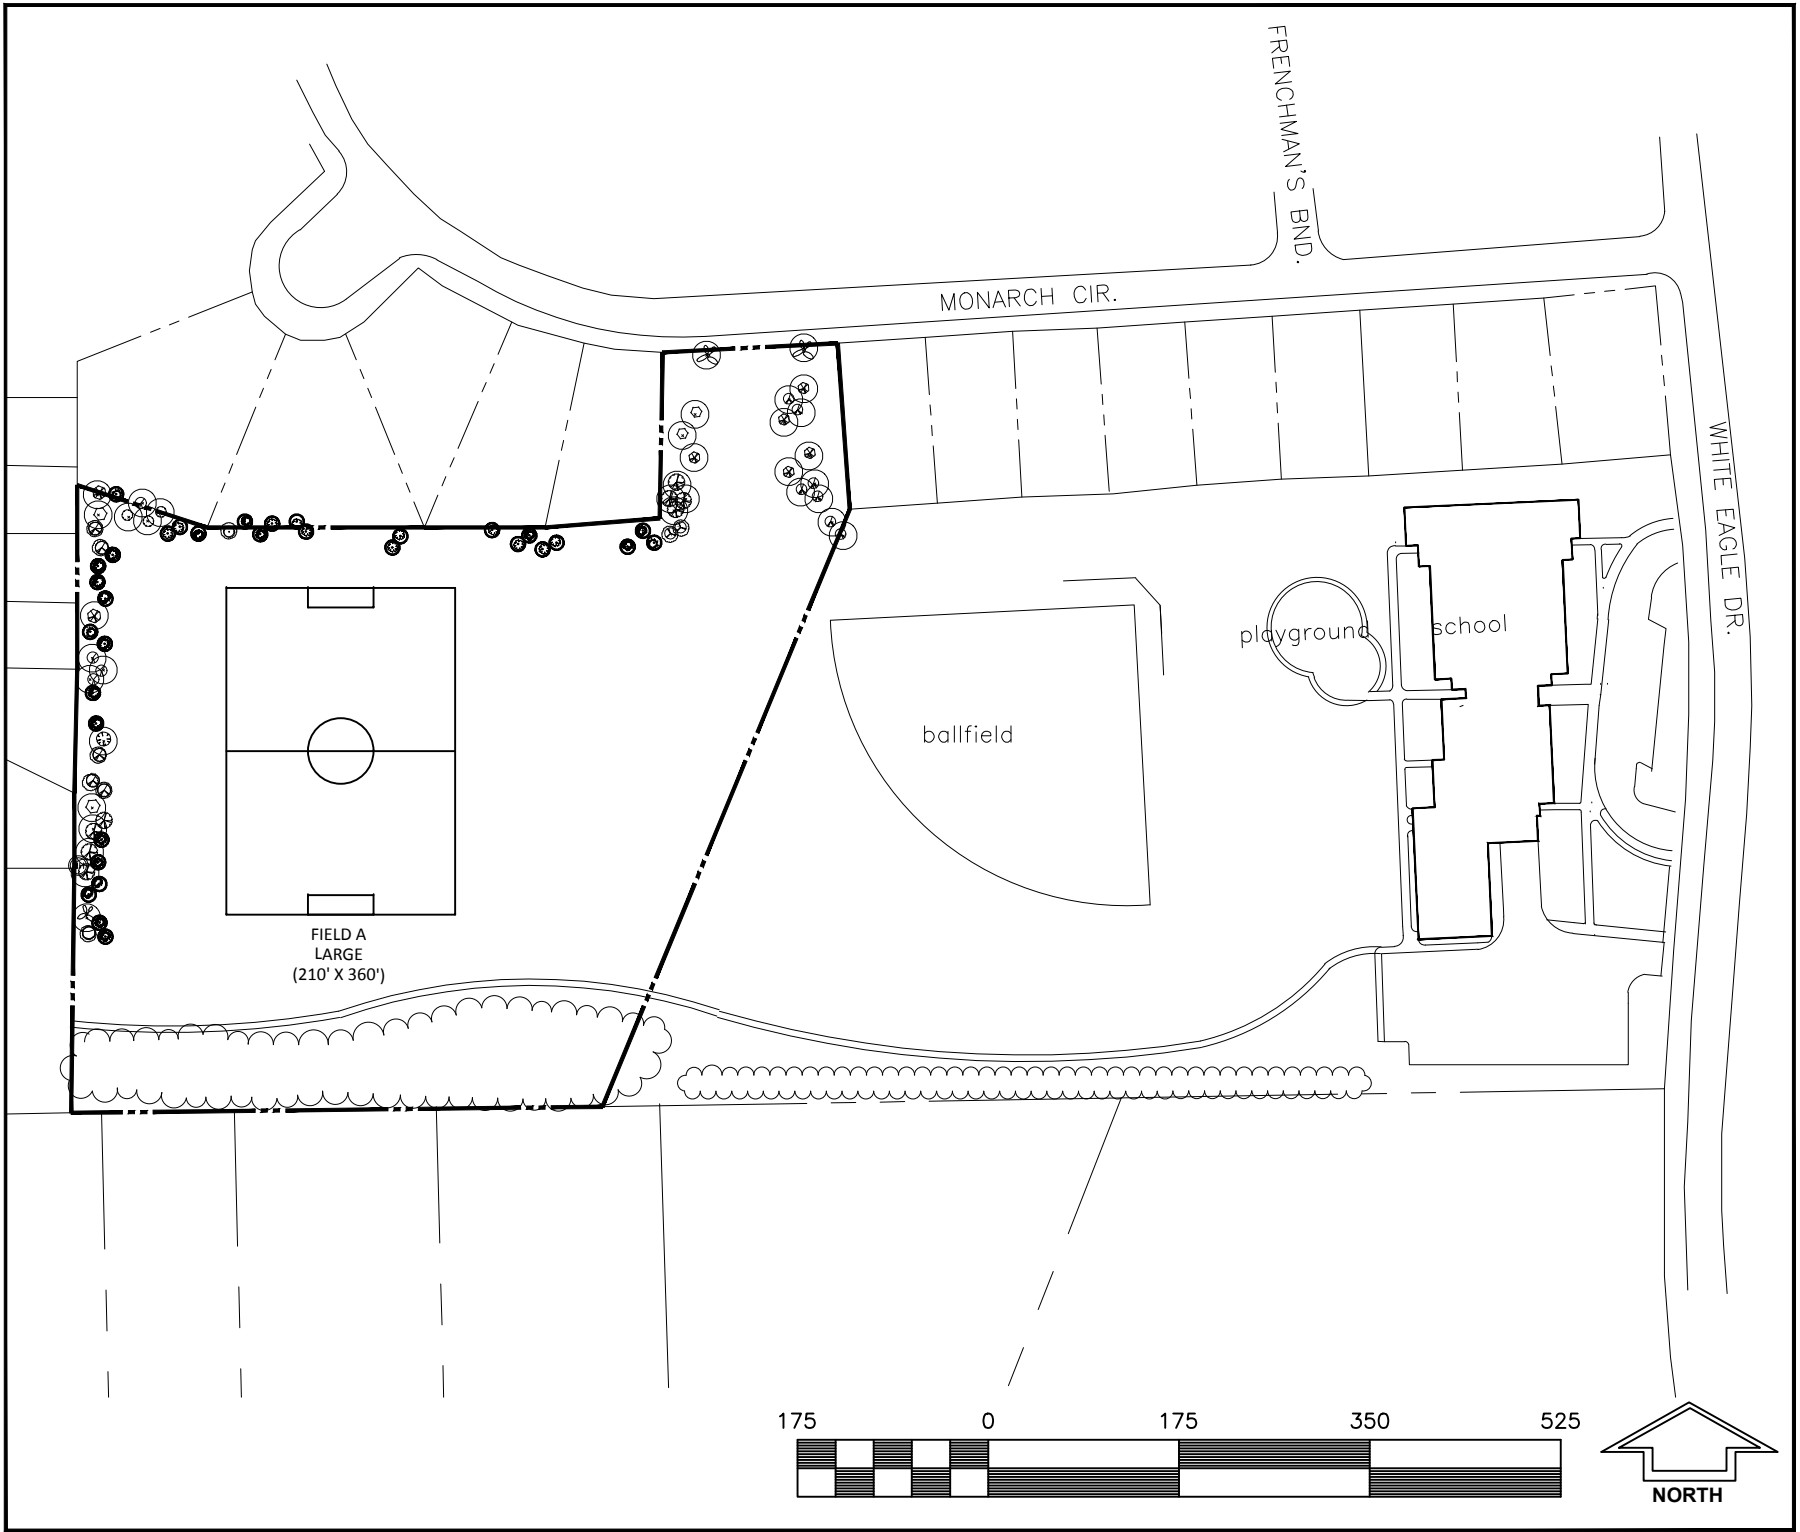 FRENCHMAN'S BND.
MONARCH CIR.
WHITE EAGLE DR.
playground
school
ballfield
FIELD A
LARGE
(210' X 360')
175 0 175 350 525
NORTH